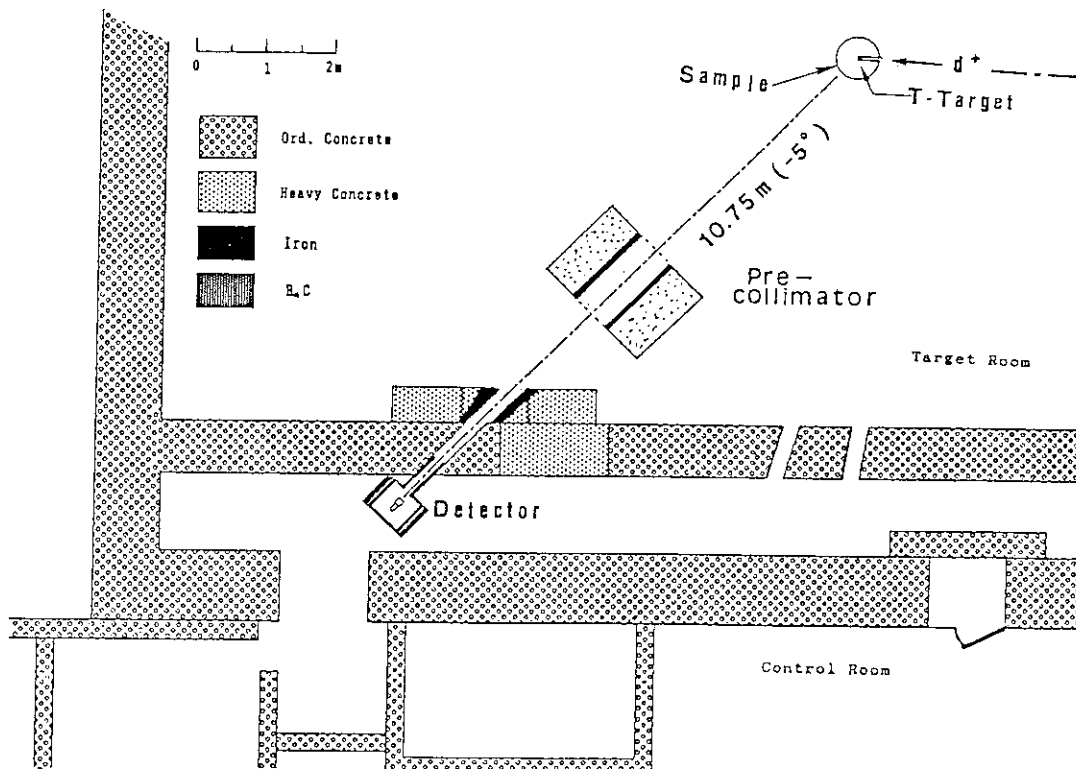 0 1 2m
Ord. Concrete
Heavy Concrete
Iron
B₄C
Sample
d⁺
T-Target
10.75 m (-5°)
Pre-
collimator
Target Room
Detector
Control Room